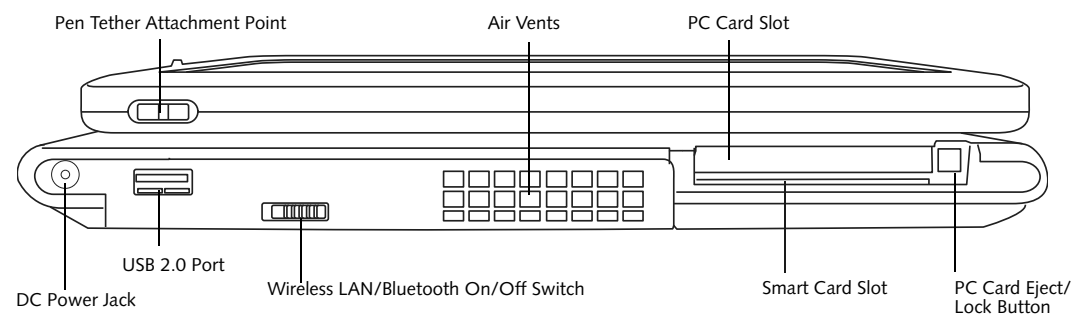 Pen Tether Attachment Point
Air Vents
PC Card Slot
USB 2.0 Port
DC Power Jack
Wireless LAN/Bluetooth On/Off Switch
Smart Card Slot
PC Card Eject/
Lock Button